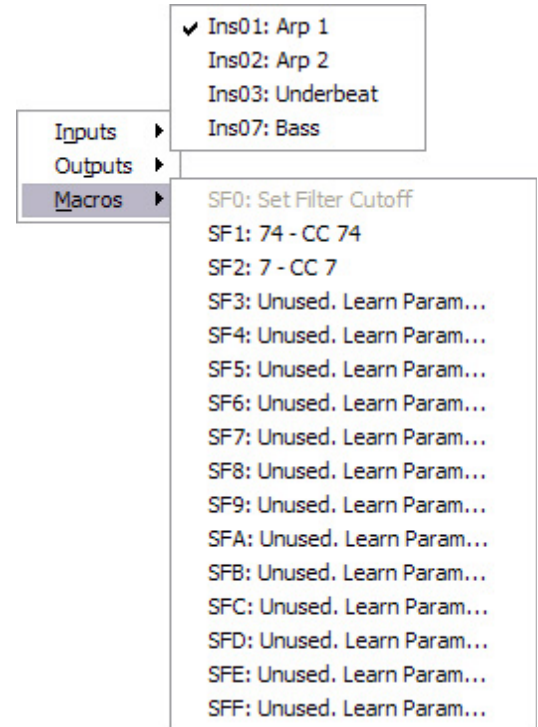 Ins01: Arp 1
Ins02: Arp 2
Ins03: Underbeat
Ins07: Bass
Inputs
Outputs
Macros
SF0: Set Filter Cutoff
SF1: 74 - CC 74
SF2: 7 - CC 7
SF3: Unused. Learn Param...
SF4: Unused. Learn Param...
SF5: Unused. Learn Param...
SF6: Unused. Learn Param...
SF7: Unused. Learn Param...
SF8: Unused. Learn Param...
SF9: Unused. Learn Param...
SFA: Unused. Learn Param...
SFB: Unused. Learn Param...
SFC: Unused. Learn Param...
SFD: Unused. Learn Param...
SFE: Unused. Learn Param...
SFF: Unused. Learn Param...